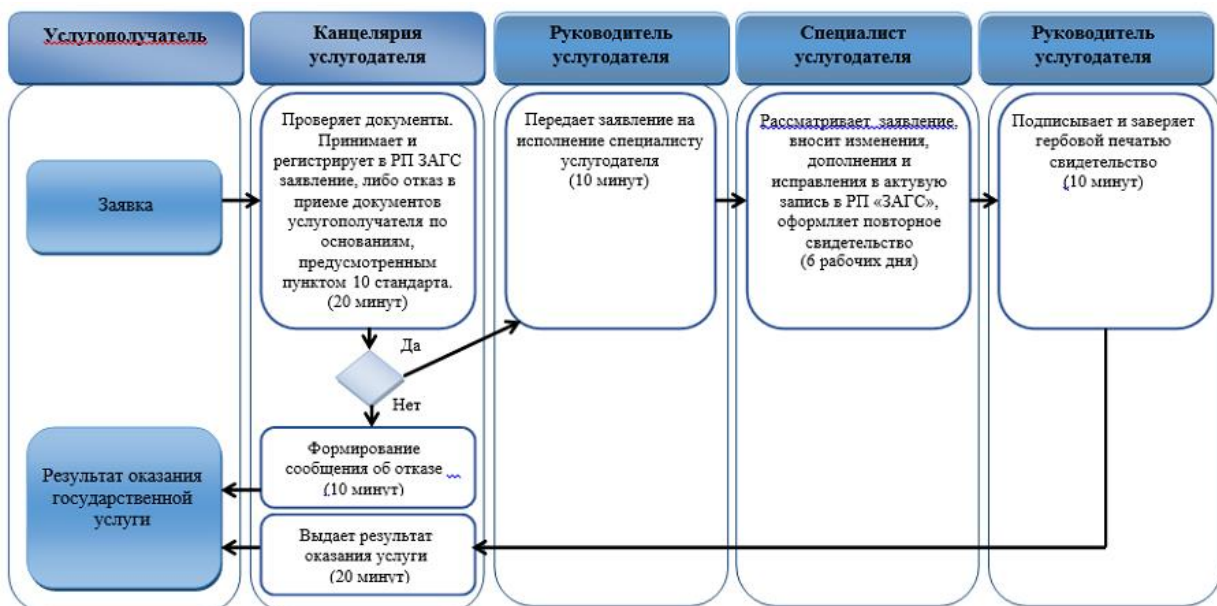 Услугополучатель
Канцелярия
услугодателя
Руководитель
услугодателя
Специалист
услугодателя
Руководитель
услугодателя
Заявка
Проверяет документы.
Принимает и
регистрирует в РП ЗАГС
заявление, либо отказ в
приеме документов
услугополучателя по
основаниям,
предусмотренным
пунктом 10 стандарта.
(20 минут)
Передает заявление на
исполнение специалисту
услугодателя
(10 минут)
Рассматривает заявление,
вносит изменения,
дополнения и
исправления в актувую
запись в РП «ЗАГС»,
оформляет повторное
свидетельство
(6 рабочих дня)
Подписывает и заверяет
гербовой печатью
свидетельство
(10 минут)
Да
Нет
Формирование
сообщения об отказе
(10 минут)
Результат оказания
государственной
услуги
Выдает результат
оказания услуги
(20 минут)